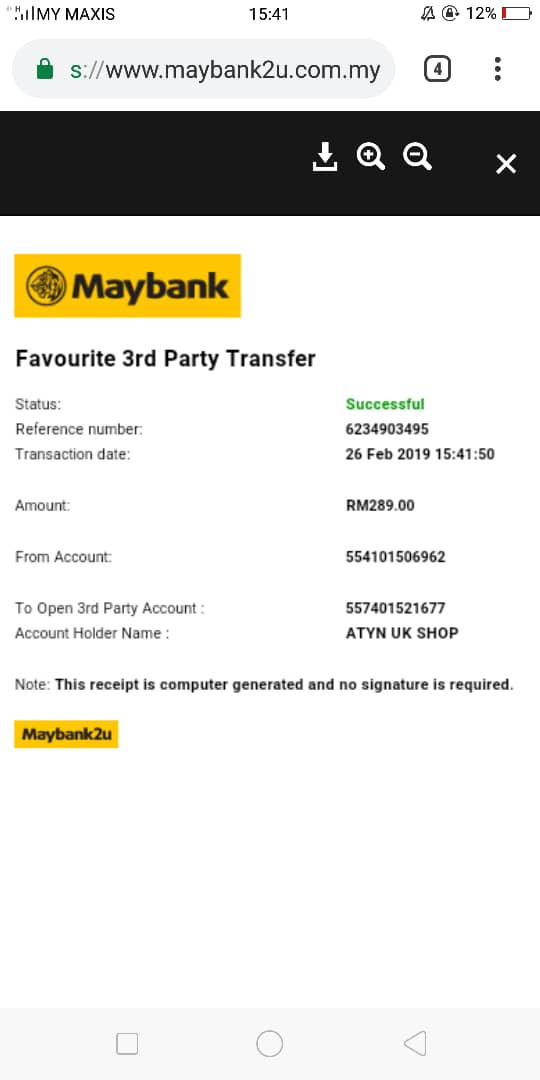 MY MAXIS 15:41 12%
s://www.maybank2u.com.my 4
Maybank
Favourite 3rd Party Transfer
Status: Successful
Reference number: 6234903495
Transaction date: 26 Feb 2019 15:41:50
Amount: RM289.00
From Account: 554101506962
To Open 3rd Party Account : 557401521677
Account Holder Name : ATYN UK SHOP
Note: This receipt is computer generated and no signature is required.
Maybank2u